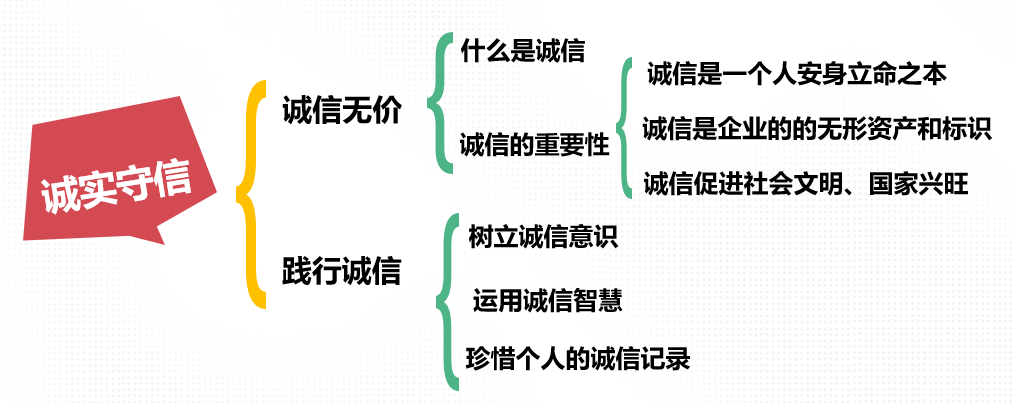 诚实守信
诚信无价
什么是诚信
诚信的重要性
诚信是一个人安身立命之本
诚信是企业的的无形资产和标识
诚信促进社会文明、国家兴旺
践行诚信
树立诚信意识
运用诚信智慧
珍惜个人的诚信记录